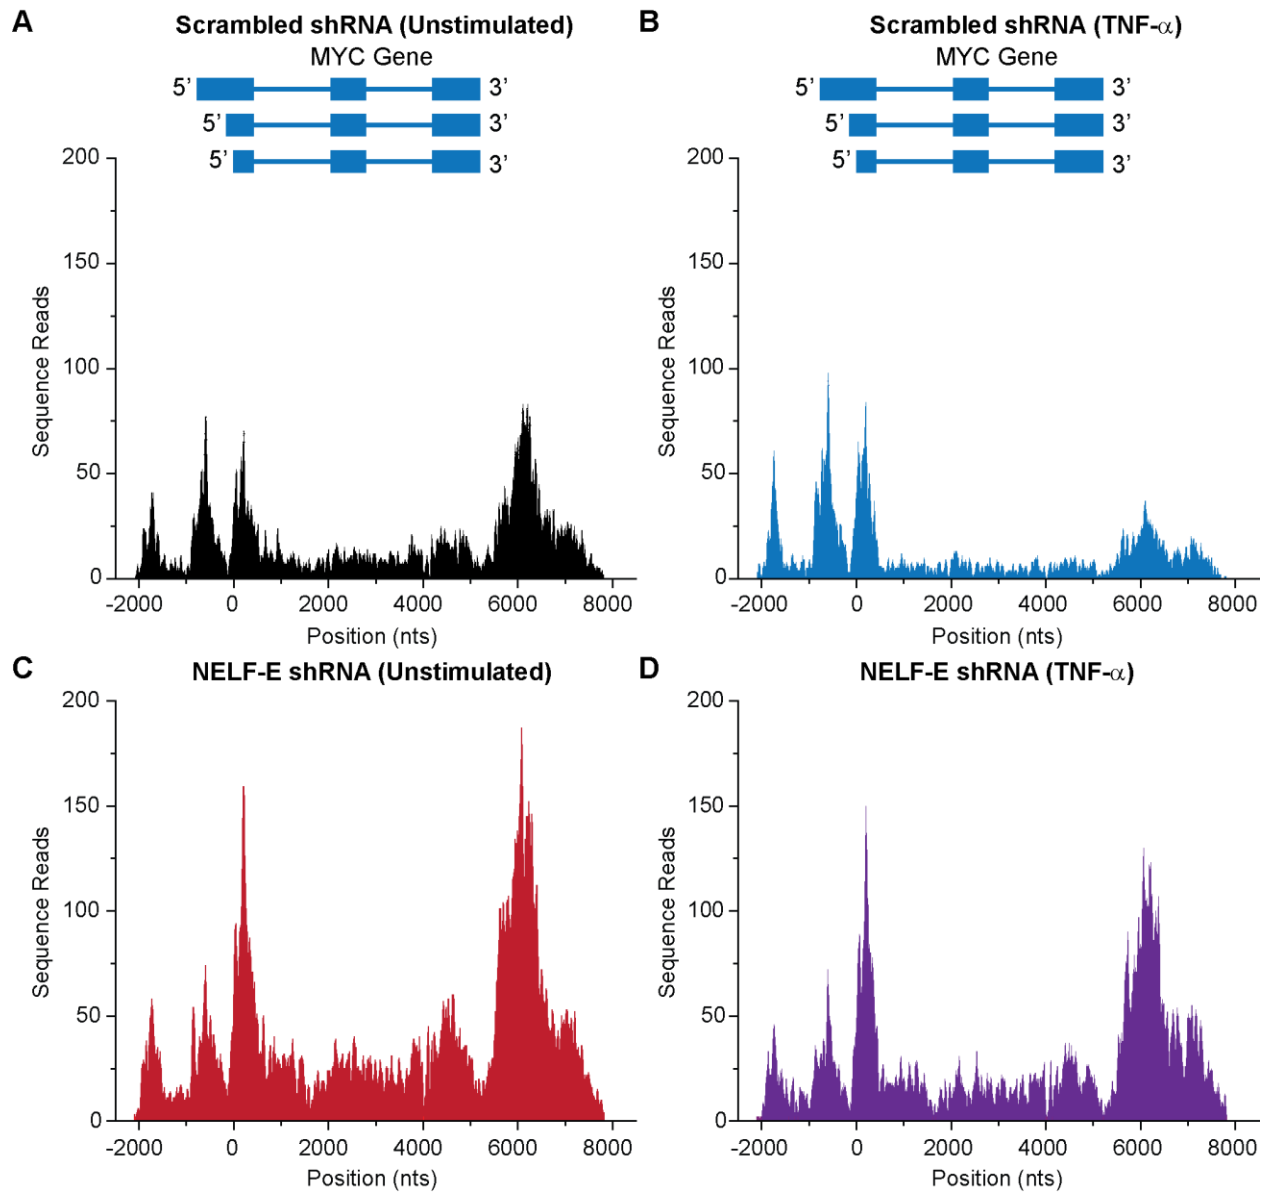 A
Scrambled shRNA (Unstimulated)
MYC Gene
5’ 3’
5’ 3’
5’ 3’
200
150
100
50
0
Sequence Reads
-2000 0 2000 4000 6000 8000
Position (nts)
B
Scrambled shRNA (TNF-α)
MYC Gene
5’ 3’
5’ 3’
5’ 3’
200
150
100
50
0
Sequence Reads
-2000 0 2000 4000 6000 8000
Position (nts)
C
NELF-E shRNA (Unstimulated)
200
150
100
50
0
Sequence Reads
-2000 0 2000 4000 6000 8000
Position (nts)
D
NELF-E shRNA (TNF-α)
200
150
100
50
0
Sequence Reads
-2000 0 2000 4000 6000 8000
Position (nts)